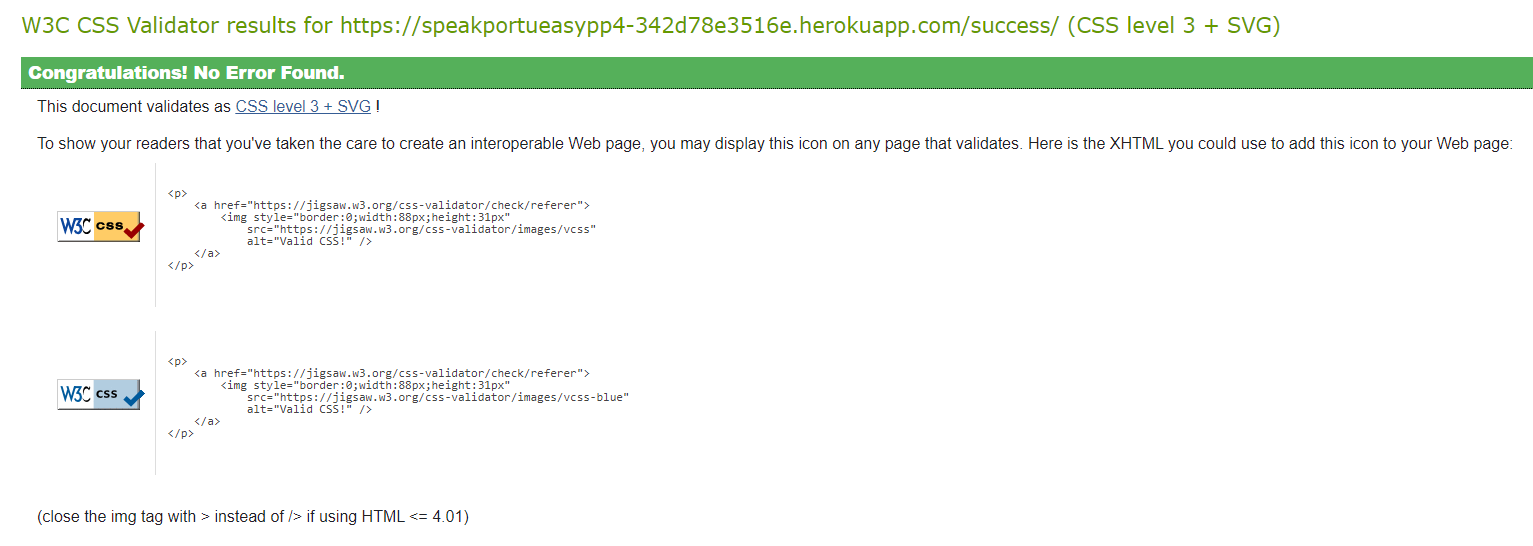 W3C CSS Validator results for https://speakportueasypp4-342d78e3516e.herokuapp.com/success/ (CSS level 3 + SVG)
Congratulations! No Error Found.
This document validates as CSS level 3 + SVG !
To show your readers that you've taken the care to create an interoperable Web page, you may display this icon on any page that validates. Here is the XHTML you could use to add this icon to your Web page:
<p>
<a href="https://jigsaw.w3.org/css-validator/check/referer">
<img style="border:0;width:88px;height:31px"
W3C css
src="https://jigsaw.w3.org/css-validator/images/vcss"
alt="Valid CSS!" />
</a>
</p>
<p>
<a href="https://jigsaw.w3.org/css-validator/check/referer">
<img style="border:0;width:88px;height:31px"
W3C css
src="https://jigsaw.w3.org/css-validator/images/vcss-blue"
alt="Valid CSS!" />
</a>
</p>
(close the img tag with > instead of /> if using HTML <= 4.01)